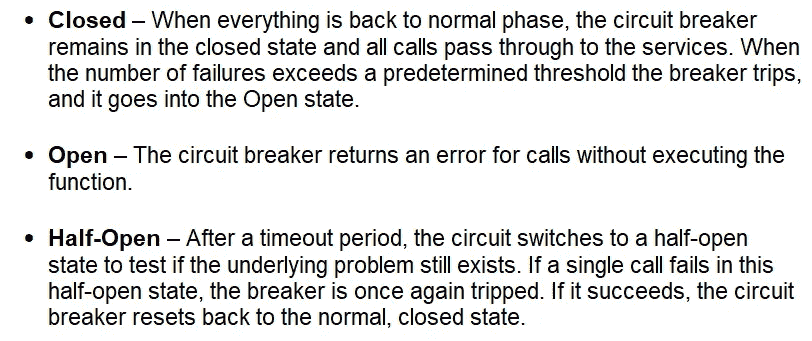 • Closed – When everything is back to normal phase, the circuit breaker
remains in the closed state and all calls pass through to the services. When
the number of failures exceeds a predetermined threshold the breaker trips,
and it goes into the Open state.
• Open – The circuit breaker returns an error for calls without executing the
function.
• Half-Open – After a timeout period, the circuit switches to a half-open
state to test if the underlying problem still exists. If a single call fails in this
half-open state, the breaker is once again tripped. If it succeeds, the circuit
breaker resets back to the normal, closed state.